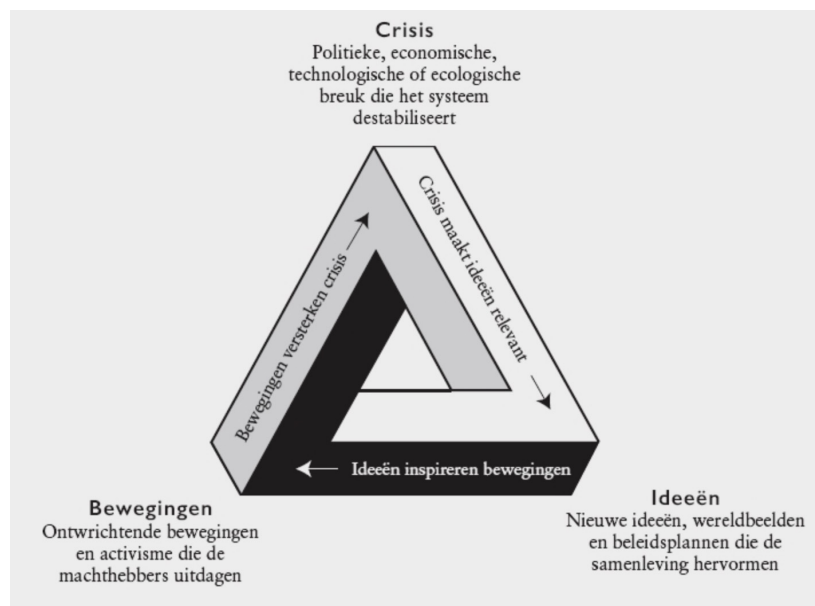 Crisis
Politieke, economische,
technologische of ecologische
breuk die het systeem
destabiliseert
Crisis maakt ideeën relevant
Bewegingen versterken crisis
Ideeën inspireren bewegingen
Bewegingen
Ontwrichtende bewegingen
en activisme die de
machthebbers uitdagen
Ideeën
Nieuwe ideeën, wereldbeelden
en beleidsplannen die de
samenleving hervormen